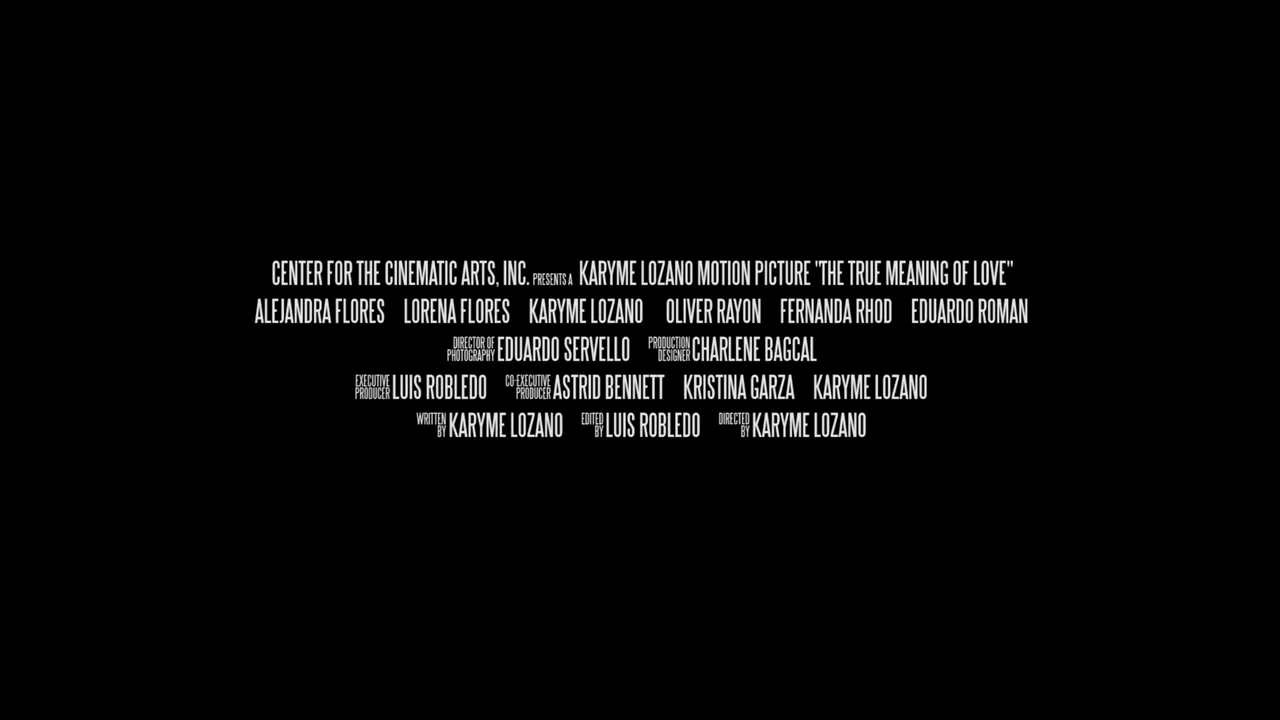 CENTER FOR THE CINEMATIC ARTS, INC. PRESENTS A KARYME LOZANO MOTION PICTURE "THE TRUE MEANING OF LOVE"
ALEJANDRA FLORES LORENA FLORES KARYME LOZANO OLIVER RAYON FERNANDA RHOD EDUARDO ROMAN
DIRECTOR OF PHOTOGRAPHY EDUARDO SERVELLO PRODUCTION DESIGNER CHARLENE BAGCAL
EXECUTIVE PRODUCER LUIS ROBLEDO CO-EXECUTIVE PRODUCER ASTRID BENNETT KRISTINA GARZA KARYME LOZANO
WRITTEN BY KARYME LOZANO EDITED BY LUIS ROBLEDO DIRECTED BY KARYME LOZANO